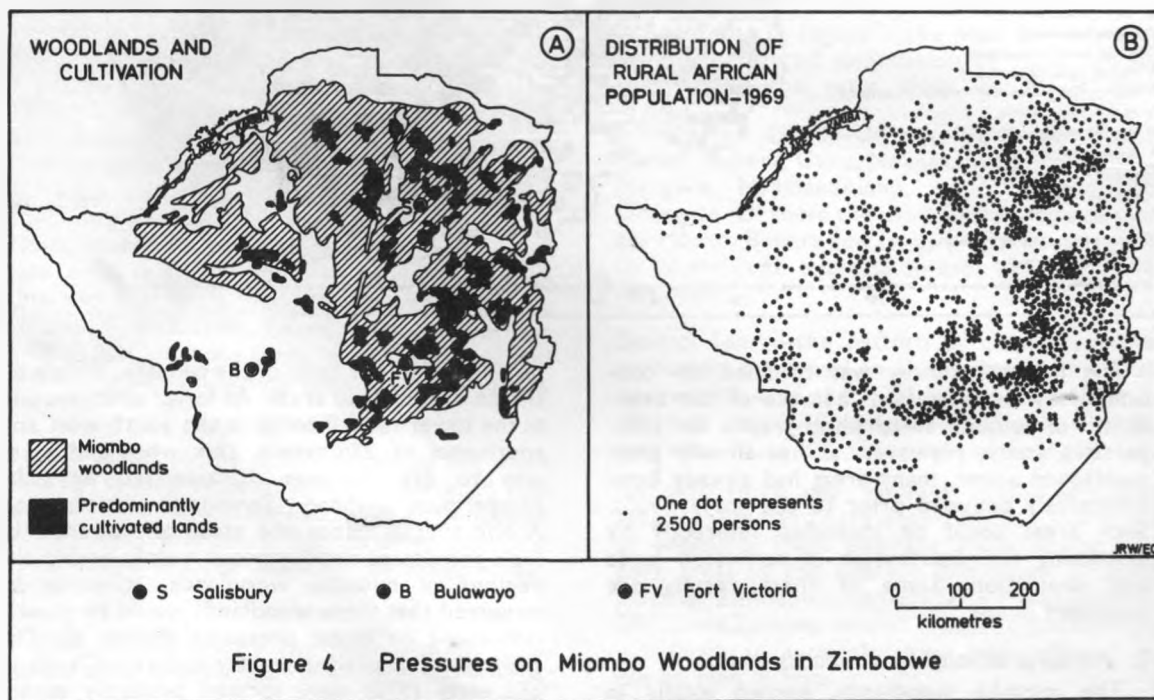 WOODLANDS AND
CULTIVATION
A
B
FV
Miombo
woodlands
Predominantly
cultivated lands
DISTRIBUTION OF
RURAL AFRICAN
POPULATION-1969
B
One dot represents
2500 persons
JRW/EG
S Salisbury
B Bulawayo
FV Fort Victoria
0 100 200
kilometres
Figure 4 Pressures on Miombo Woodlands in Zimbabwe